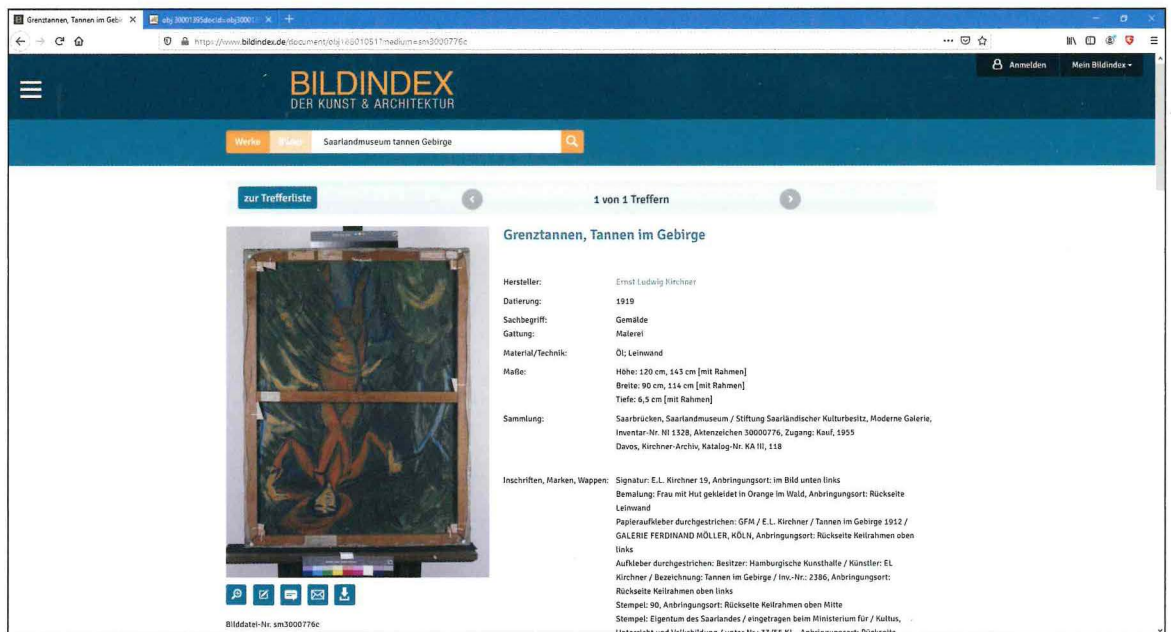 Grenztannen, Tannen im Gebir
https://www.bildindex.de/document/obj18501051?medium=sm3000776c
Anmelden
Mein Bildindex
BILDINDEX
DER KUNST & ARCHITEKTUR
Werke
Saarlandmuseum tannen Gebirge
zur Trefferliste
1 von 1 Treffern
Grenztannen, Tannen im Gebirge
Hersteller: Ernst Ludwig Kirchner
Datierung: 1919
Sachbegriff: Gemälde
Gattung: Malerei
Material/Technik: Öl; Leinwand
Maße: Höhe: 120 cm, 143 cm [mit Rahmen]
Breite: 90 cm, 114 cm [mit Rahmen]
Tiefe: 6,5 cm [mit Rahmen]
Sammlung: Saarbrücken, Saarlandmuseum / Stiftung Saarländischer Kulturbesitz, Moderne Galerie,
Inventar-Nr. NI 1328, Aktenzeichen 30000776, Zugang: Kauf, 1955
Davos, Kirchner-Archiv, Katalog-Nr. KA III, 118
Inschriften, Marken, Wappen: Signatur: E.L. Kirchner 19, Anbringungsort: im Bild unten links
Bemalung: Frau mit Hut gekleidet in Orange im Wald, Anbringungsort: Rückseite
Leinwand
Papieraufkleber durchgestrichen: GFM / E.L. Kirchner / Tannen im Gebirge 1912 /
GALERIE FERDINAND MÖLLER, KÖLN, Anbringungsort: Rückseite Keilrahmen oben
links
Aufkleber durchgestrichen: Besitzer: Hamburgische Kunsthalle / Künstler: EL
Kirchner / Bezeichnung: Tannen im Gebirge / Inv.-Nr.: 2386, Anbringungsort:
Rückseite Keilrahmen oben links
Stempel: 90, Anbringungsort: Rückseite Keilrahmen oben Mitte
Stempel: Eigentum des Saarlandes / eingetragen beim Ministerium für / Kultus,
Bilddatei-Nr. sm3000776c